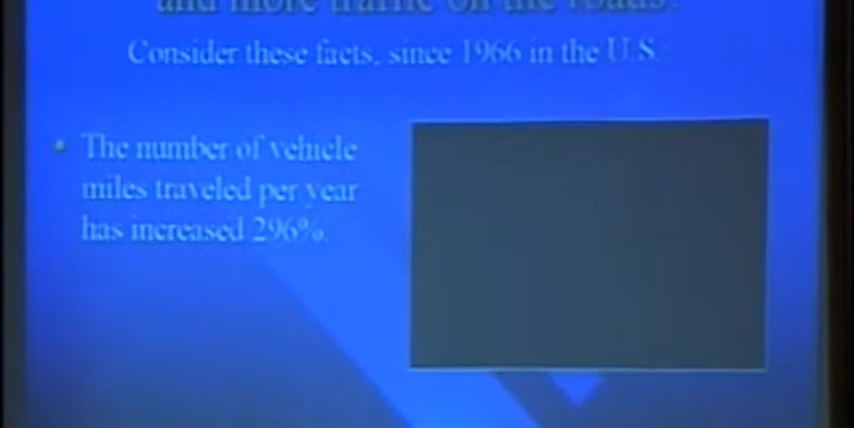 and more traffic on the roads.
Consider these facts, since 1966 in the U.S.
The number of vehicle
miles traveled per year
has increased 296%.